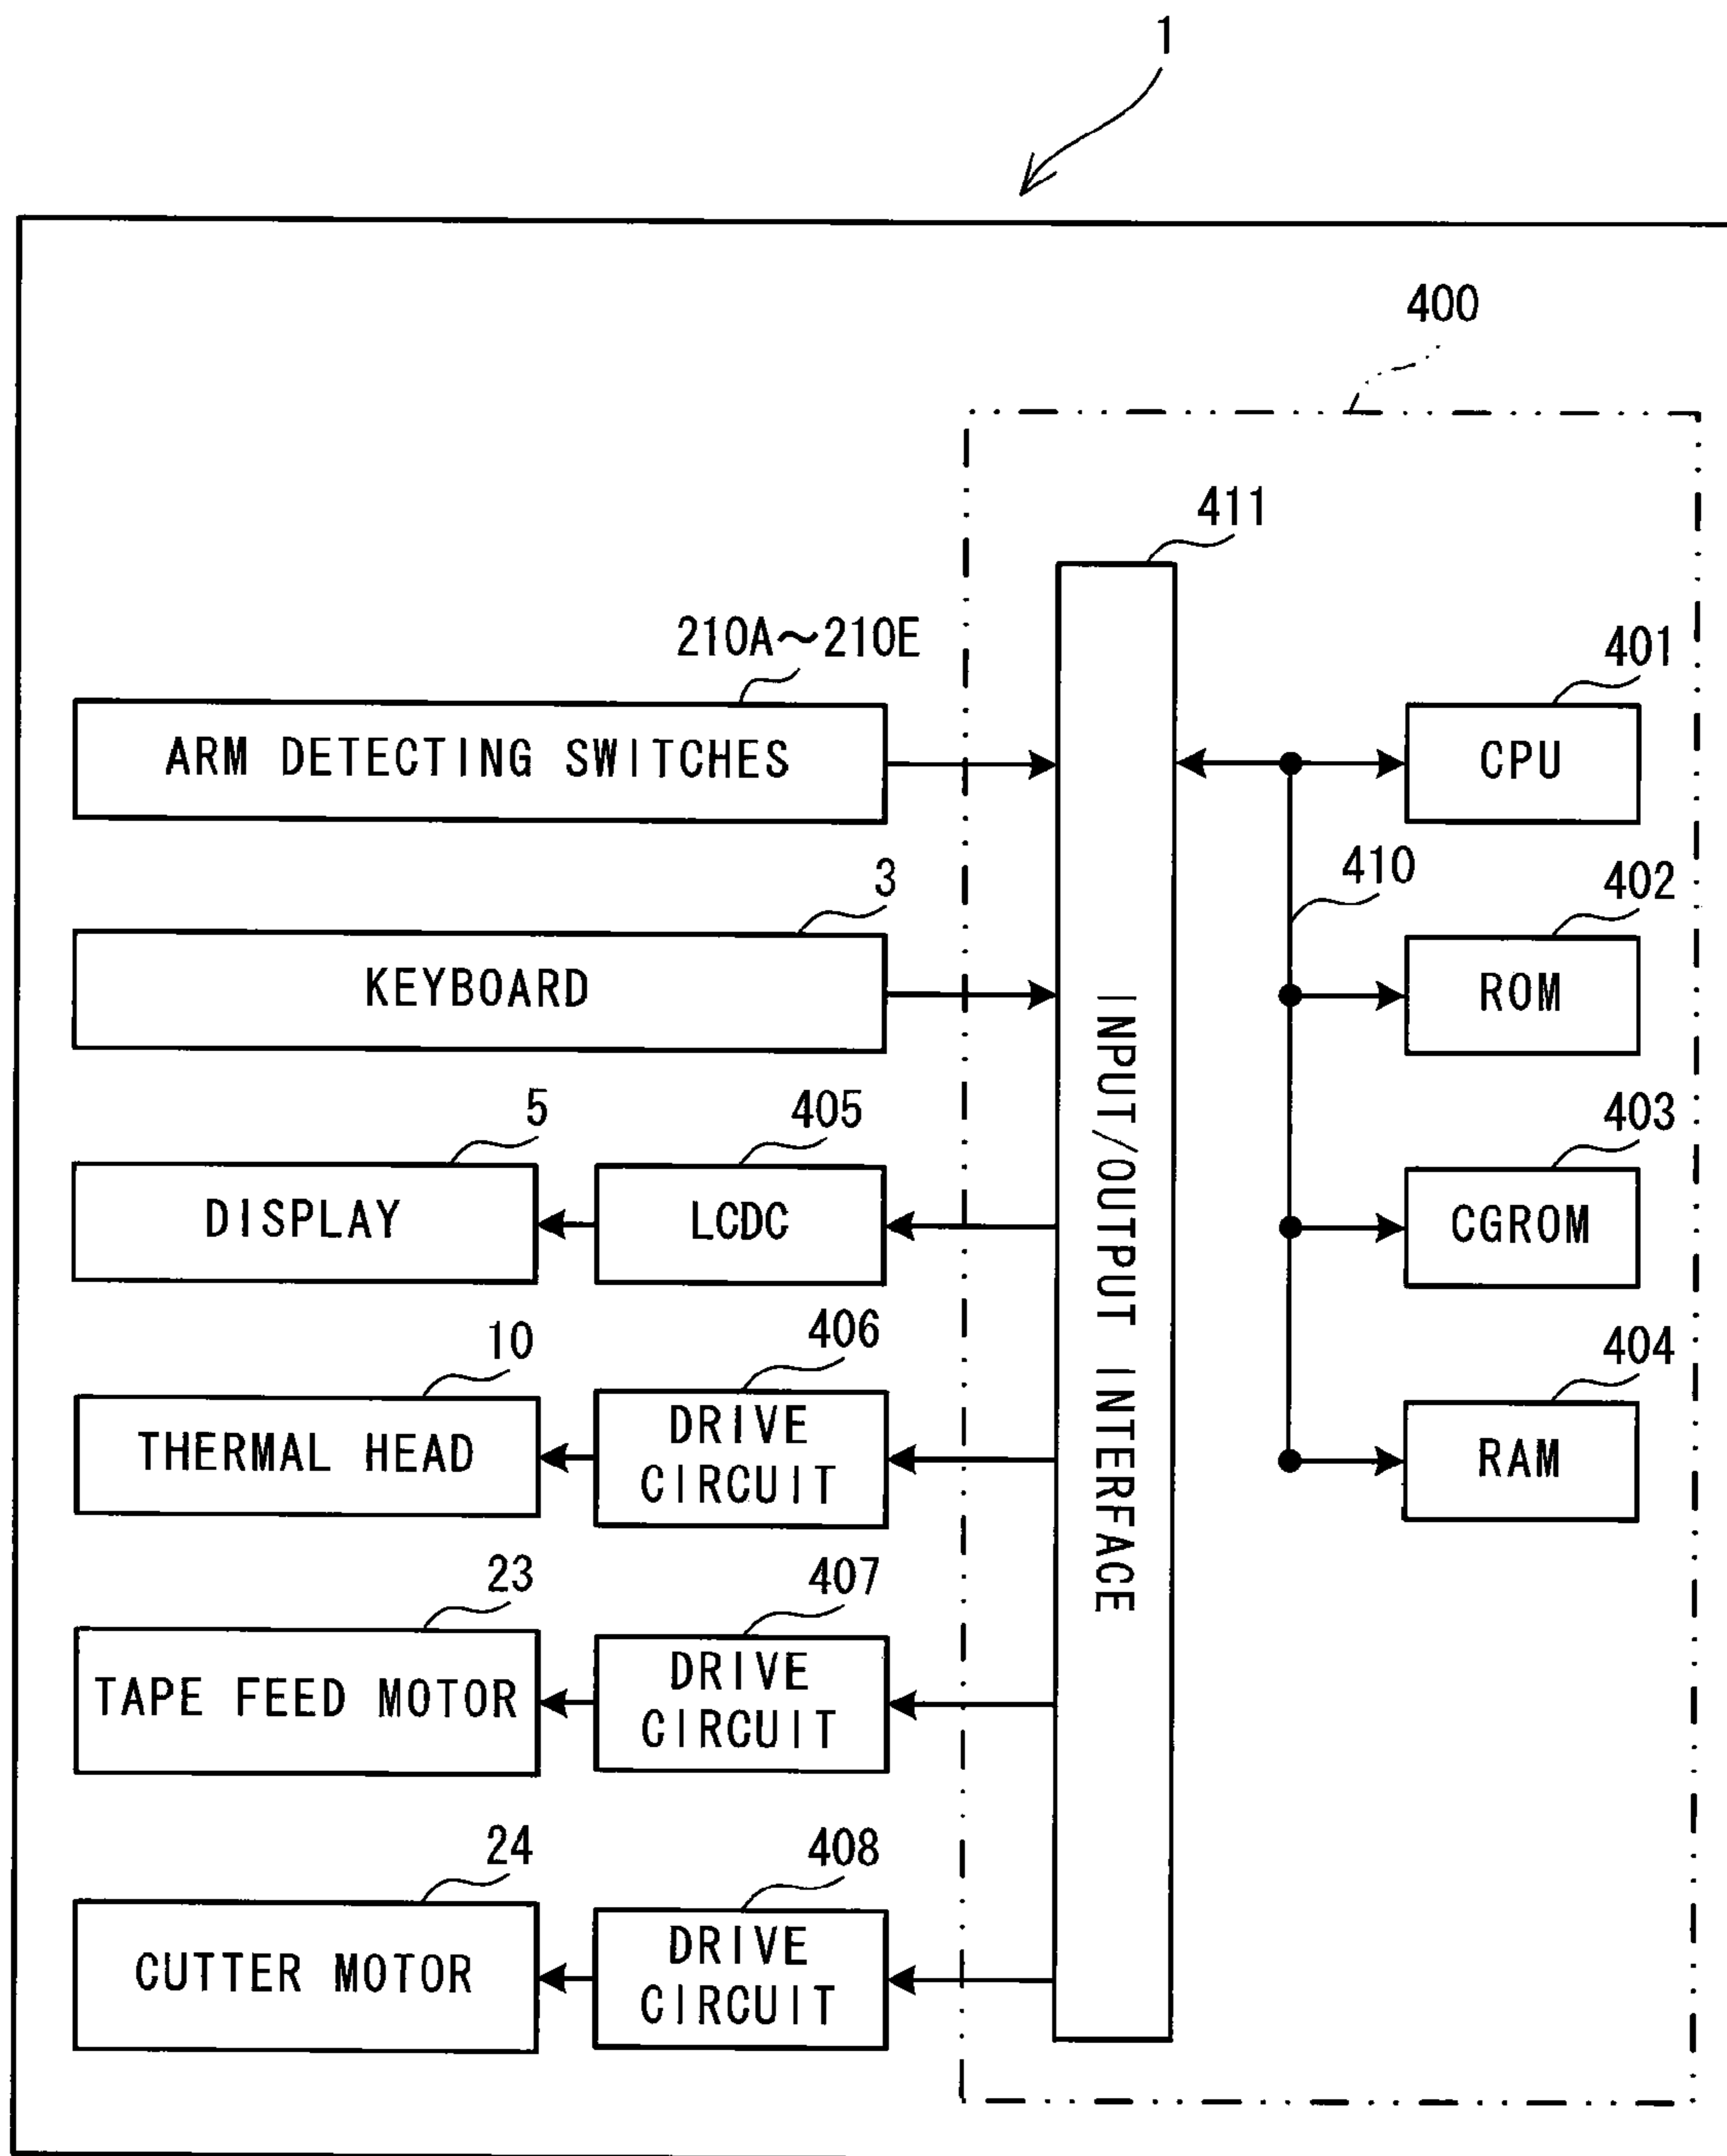 1
400
411
210A～210E
401
ARM DETECTING SWITCHES
CPU
3
410
402
KEYBOARD
ROM
INPUT/OUTPUT INTERFACE
5
405
403
DISPLAY
LCDC
CGROM
10
406
404
THERMAL HEAD
DRIVE
CIRCUIT
RAM
23
407
TAPE FEED MOTOR
DRIVE
CIRCUIT
24
408
CUTTER MOTOR
DRIVE
CIRCUIT